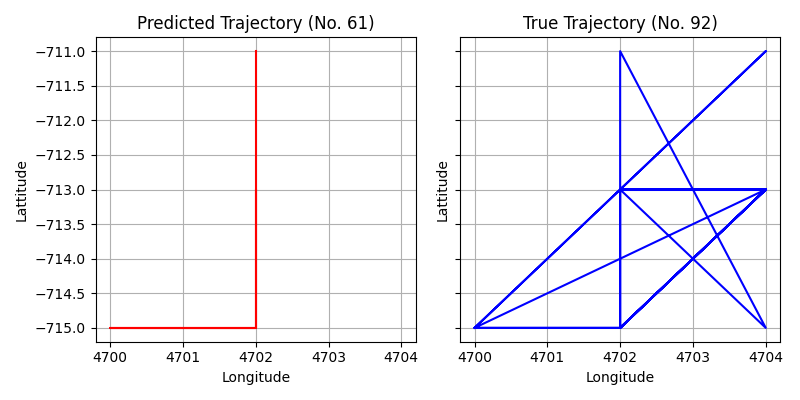 Predicted Trajectory (No. 61)
True Trajectory (No. 92)
−711.0
−711.5
−712.0
−712.5
−713.0
−713.5
−714.0
−714.5
−715.0
Lattitude
Lattitude
4700 4701 4702 4703 4704
4700 4701 4702 4703 4704
Longitude
Longitude